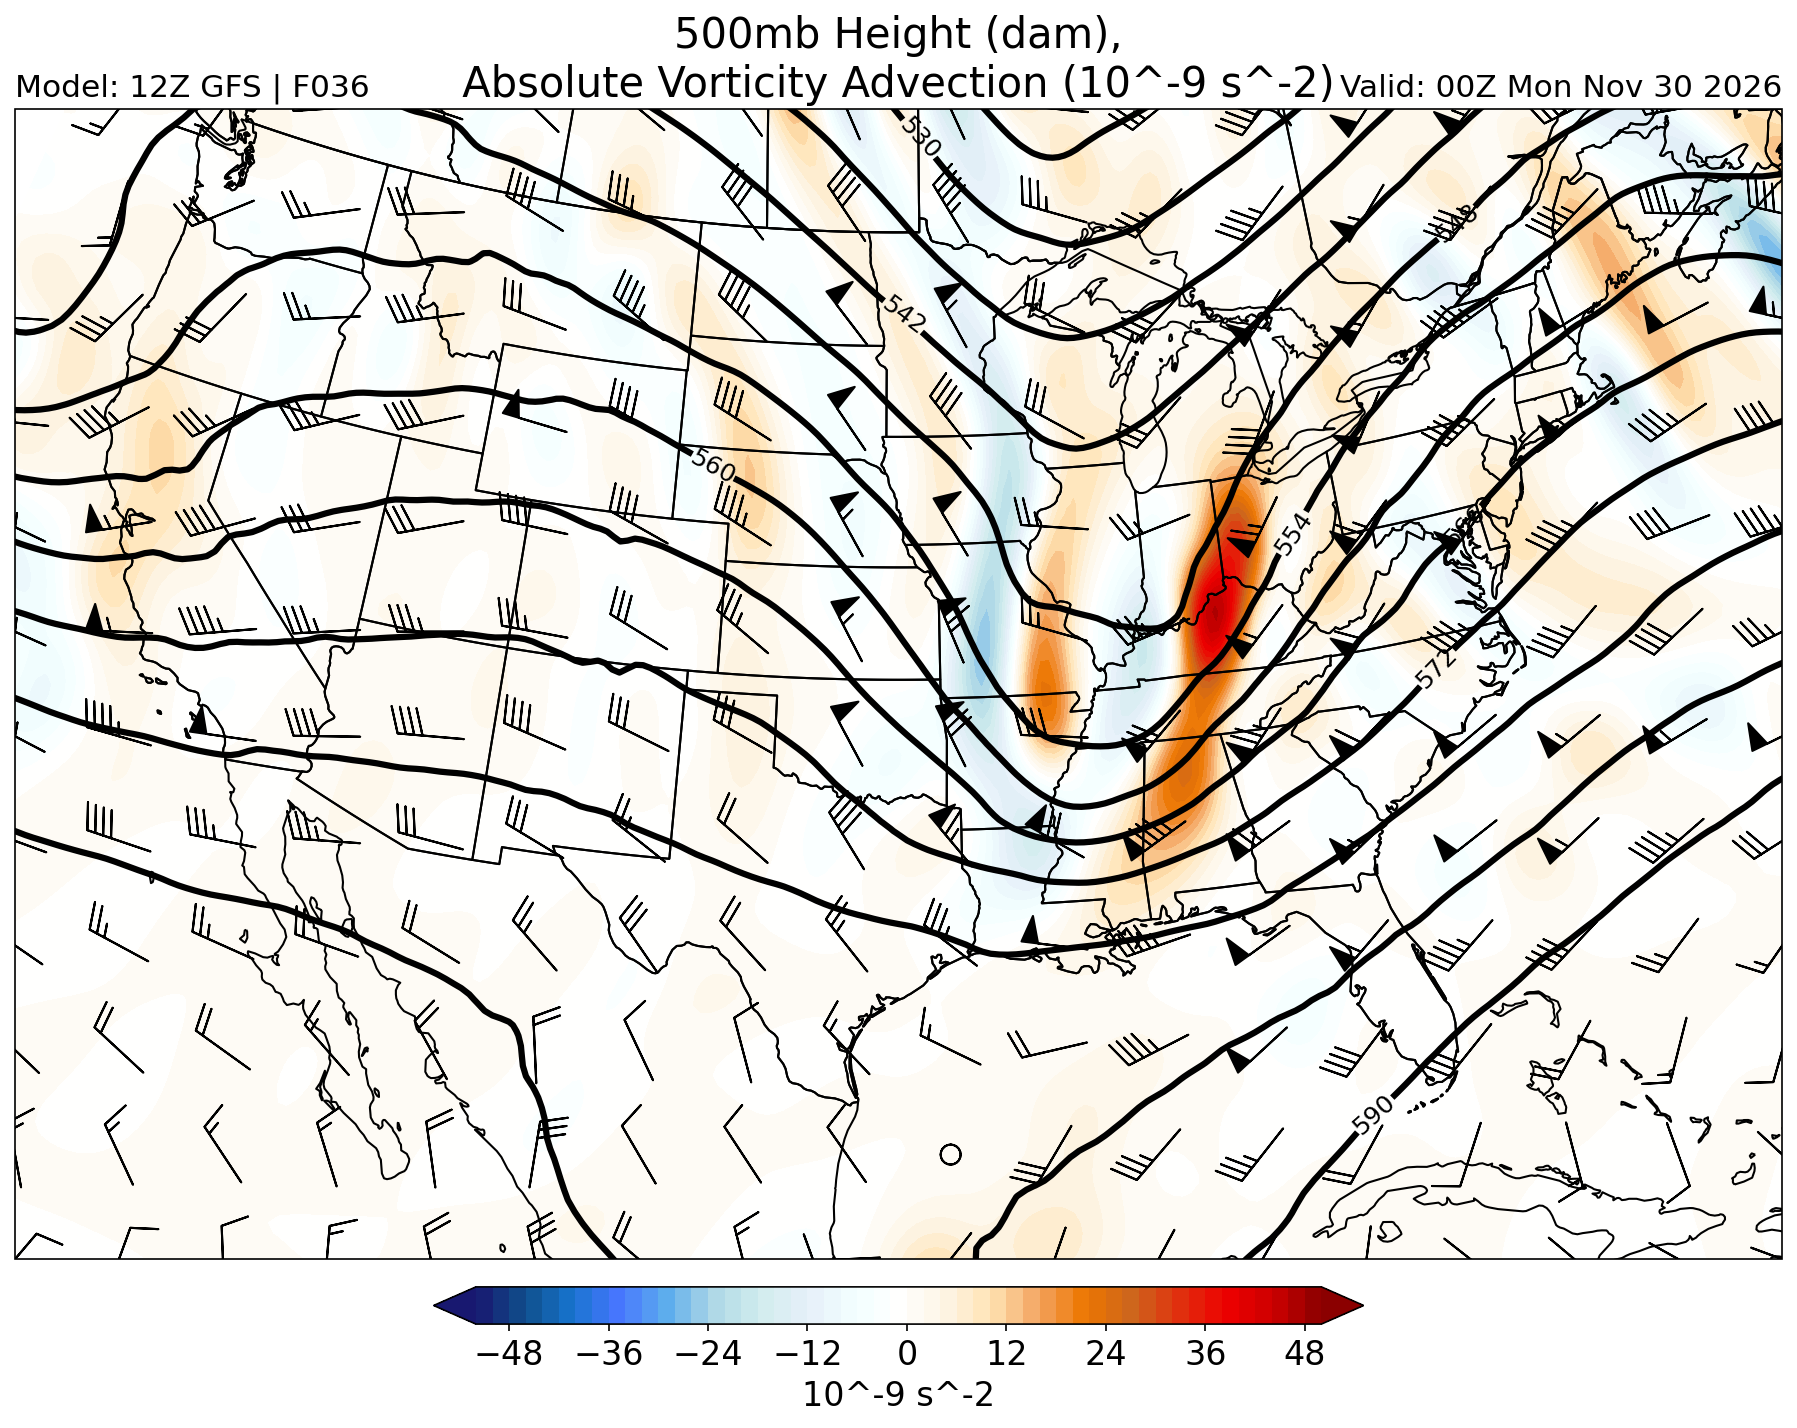 500mb Height (dam),
Model: 12Z GFS | F036
Absolute Vorticity Advection (10^-9 s^-2)
Valid: 00Z Mon Nov 30 2026
530
548
542
560
554
572
590
−48 −36 −24 −12 0 12 24 36 48
10^-9 s^-2